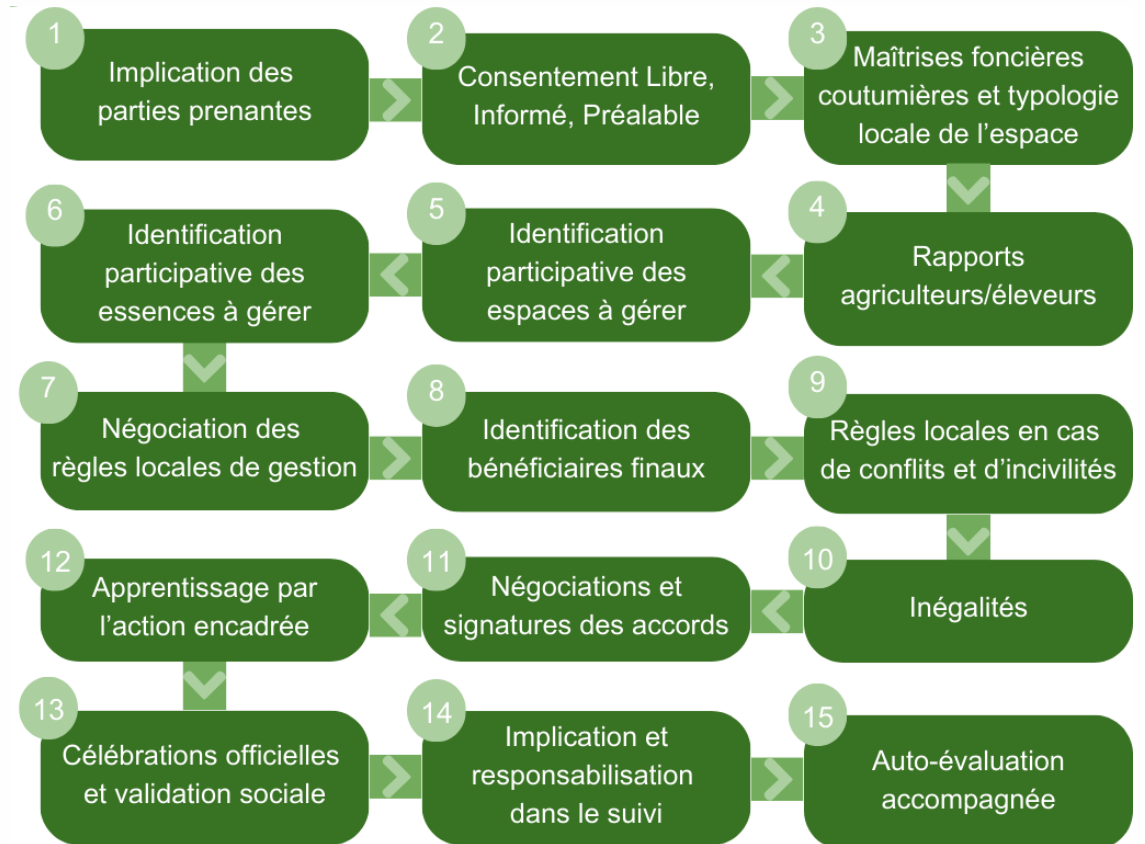 1
Implication des
parties prenantes
2
Consentement Libre,
Informé, Préalable
3
Maîtrises foncières
coutumières et typologie
locale de l'espace
4
Rapports
agriculteurs/éleveurs
5
Identification
participative des
espaces à gérer
6
Identification
participative des
essences à gérer
7
Négociation des
règles locales de gestion
8
Identification des
bénéficiaires finaux
9
Règles locales en cas
de conflits et d'incivilités
10
Inégalités
11
Négociations et
signatures des accords
12
Apprentissage par
l'action encadrée
13
Célébrations officielles
et validation sociale
14
Implication et
responsabilisation
dans le suivi
15
Auto-évaluation
accompagnée